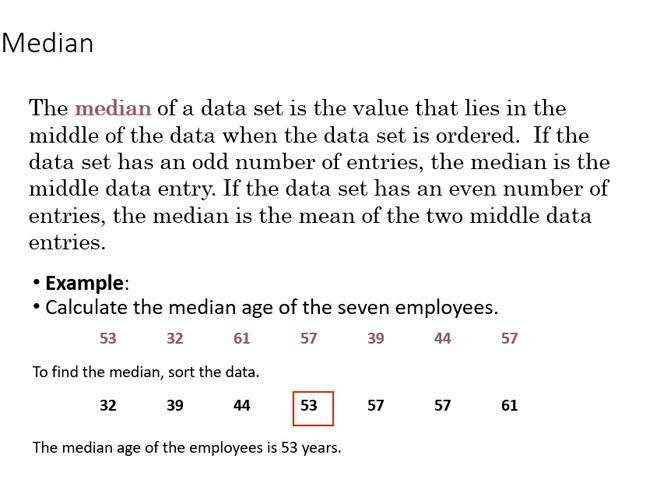 Median
The median of a data set is the value that lies in the
middle of the data when the data set is ordered.  If the
data set has an odd number of entries, the median is the
middle data entry. If the data set has an even number of
entries, the median is the mean of the two middle data
entries.
• Example:
• Calculate the median age of the seven employees.
53 32 61 57 39 44 57
To find the median, sort the data.
32 39 44 53 57 57 61
The median age of the employees is 53 years.